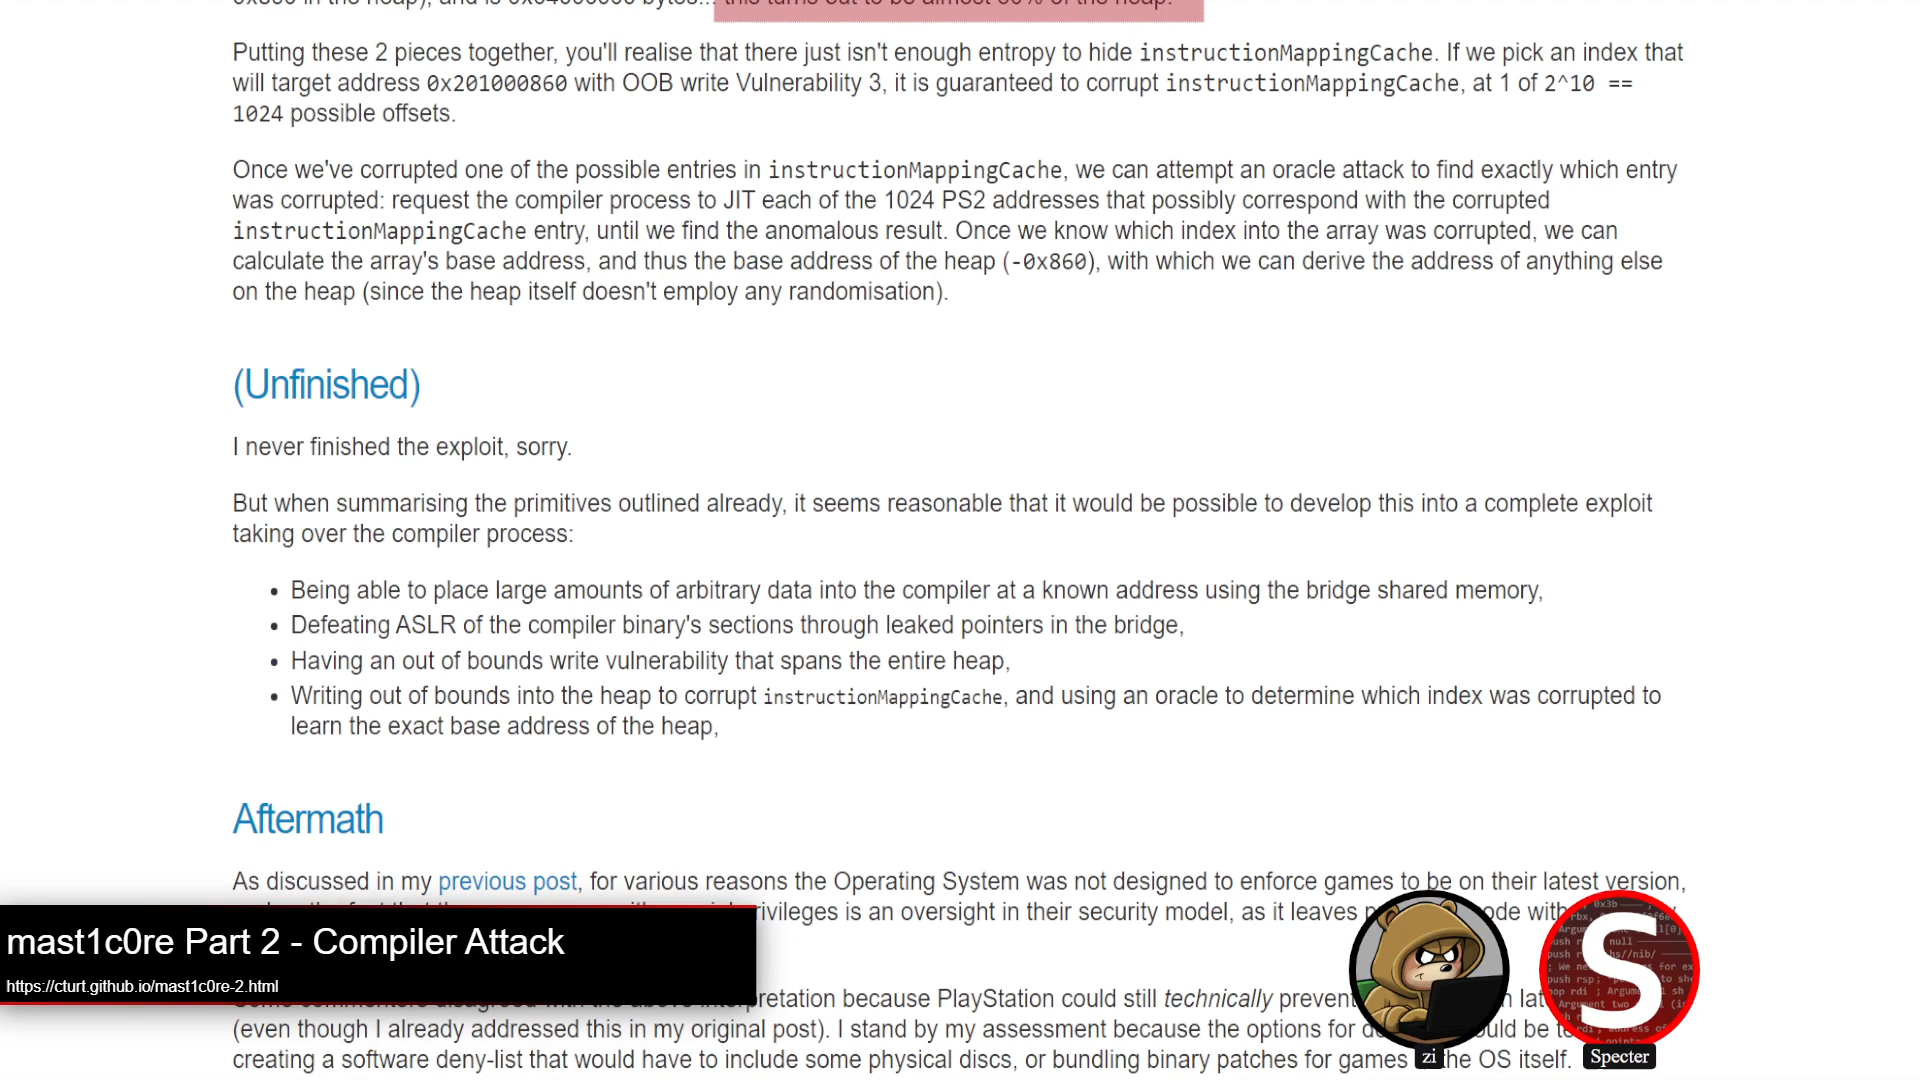 this turns out to be almost 50% of the heap.
Putting these 2 pieces together, you'll realise that there just isn't enough entropy to hide instructionMappingCache. If we pick an index that
will target address 0x201000860 with OOB write Vulnerability 3, it is guaranteed to corrupt instructionMappingCache, at 1 of 2^10 ==
1024 possible offsets.
Once we've corrupted one of the possible entries in instructionMappingCache, we can attempt an oracle attack to find exactly which entry
was corrupted: request the compiler process to JIT each of the 1024 PS2 addresses that possibly correspond with the corrupted
instructionMappingCache entry, until we find the anomalous result. Once we know which index into the array was corrupted, we can
calculate the array's base address, and thus the base address of the heap (-0x860), with which we can derive the address of anything else
on the heap (since the heap itself doesn't employ any randomisation).
(Unfinished)
I never finished the exploit, sorry.
But when summarising the primitives outlined already, it seems reasonable that it would be possible to develop this into a complete exploit
taking over the compiler process:
• Being able to place large amounts of arbitrary data into the compiler at a known address using the bridge shared memory,
• Defeating ASLR of the compiler binary's sections through leaked pointers in the bridge,
• Having an out of bounds write vulnerability that spans the entire heap,
• Writing out of bounds into the heap to corrupt instructionMappingCache, and using an oracle to determine which index was corrupted to
learn the exact base address of the heap,
Aftermath
As discussed in my previous post, for various reasons the Operating System was not designed to enforce games to be on their latest version,
is an oversight in their security model, as it leaves
mast1c0re Part 2 - Compiler Attack
https://cturt.github.io/mast1c0re-2.html
because PlayStation could still technically prevent
(even though I already addressed this in my original post). I stand by my assessment because the options for
creating a software deny-list that would have to include some physical discs, or bundling binary patches for games the OS itself.
zi
S
Specter